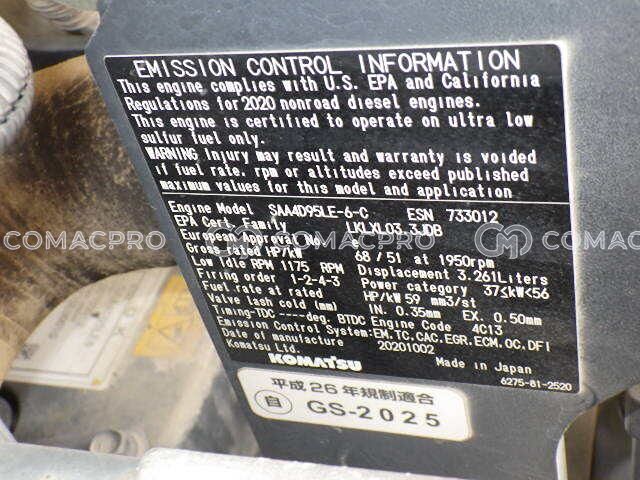 EMISSION CONTROL INFORMATION
This engine complies with U.S. EPA and California
Regulations for 2020 nonroad diesel engines.
This engine is certified to operate on ultra low
sulfur fuel only.
WARNING Injury may result and warranty is voided
if fuel rate, rpm or altitudes exceed published
maximum values for this model and application
Engine Model SAA4D95LE-6-C ESN 733012
EPA Cert. Family LKLXL03.3JDB
European Approval No
Gross rated HP/kW 68/51 at 1950rpm
Low Idle RPM 1175 RPM Displacement 3.261Liters
Firing order 1-2-4-3 Power category 37≤kW<56
Fuel rate at rated HP/kW 59 mm3/st
Valve lash cold (mm) IN. 0.35mm EX. 0.50mm
Timing-TDC ----deg. BTDC Engine Code 4C13
Emission Control System:EM.TC.CAC.EGR.ECM.OC.DFI
Date of manufacture 20201002
Komatsu Ltd.
KOMATSU Made in Japan
6275-81-2520
平成26年規制適合
自 GS-2025
COMACPRO COMACPRO COMACPRO